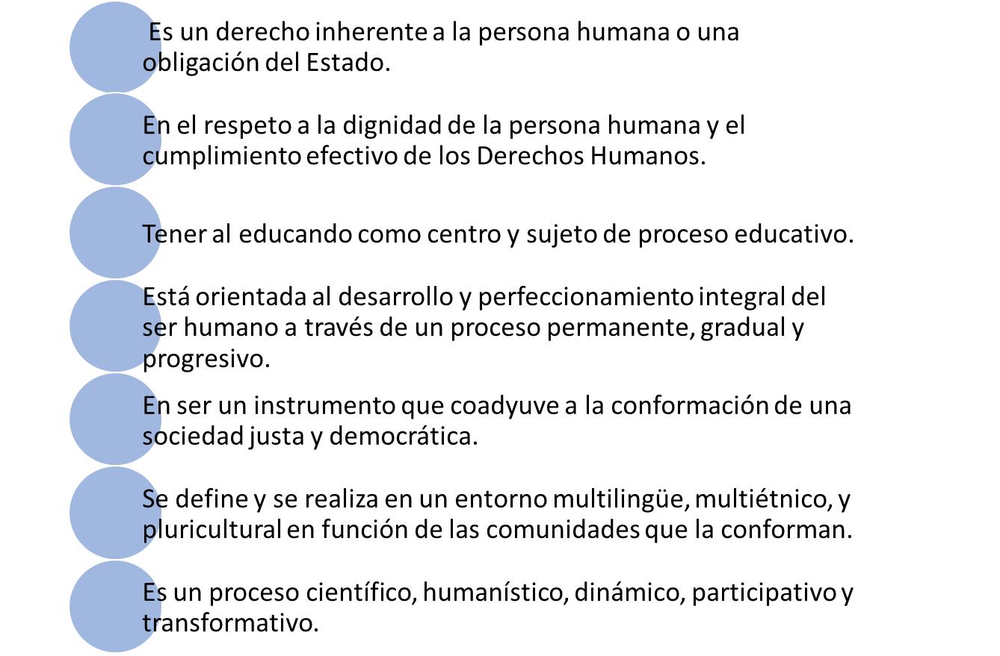 Es un derecho inherente a la persona humana o una
obligación del Estado.
En el respeto a la dignidad de la persona humana y el
cumplimiento efectivo de los Derechos Humanos.
Tener al educando como centro y sujeto de proceso educativo.
Está orientada al desarrollo y perfeccionamiento integral del
ser humano a través de un proceso permanente, gradual y
progresivo.
En ser un instrumento que coadyuve a la conformación de una
sociedad justa y democrática.
Se define y se realiza en un entorno multilingüe, multiétnico, y
pluricultural en función de las comunidades que la conforman.
Es un proceso científico, humanístico, dinámico, participativo y
transformativo.